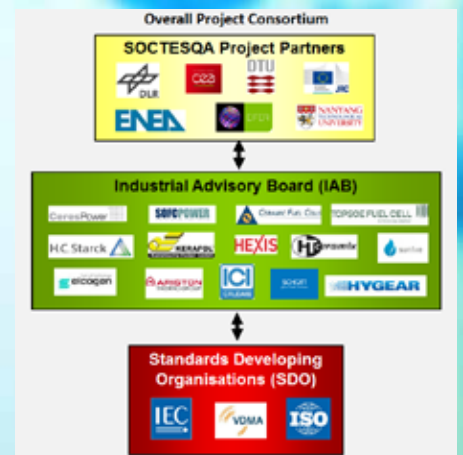 Overall Project Consortium
SOCTESQA Project Partners
DLR
cea
DTU
JRC
ENEA
EIFER
NANYANG
TECHNOLOGICAL
UNIVERSITY
Industrial Advisory Board (IAB)
CeresPower
SOFCPOWER
Ceramic Fuel Cells
TOPSOE FUEL CELL
H.C. Starck
KERAFOL
HEXIS
sunfire
elcogen
ARISTON
ICI
CALDAIE
SCHOTT
HYGEAR
Standards Developing
Organisations (SDO)
IEC
VDMA
ISO